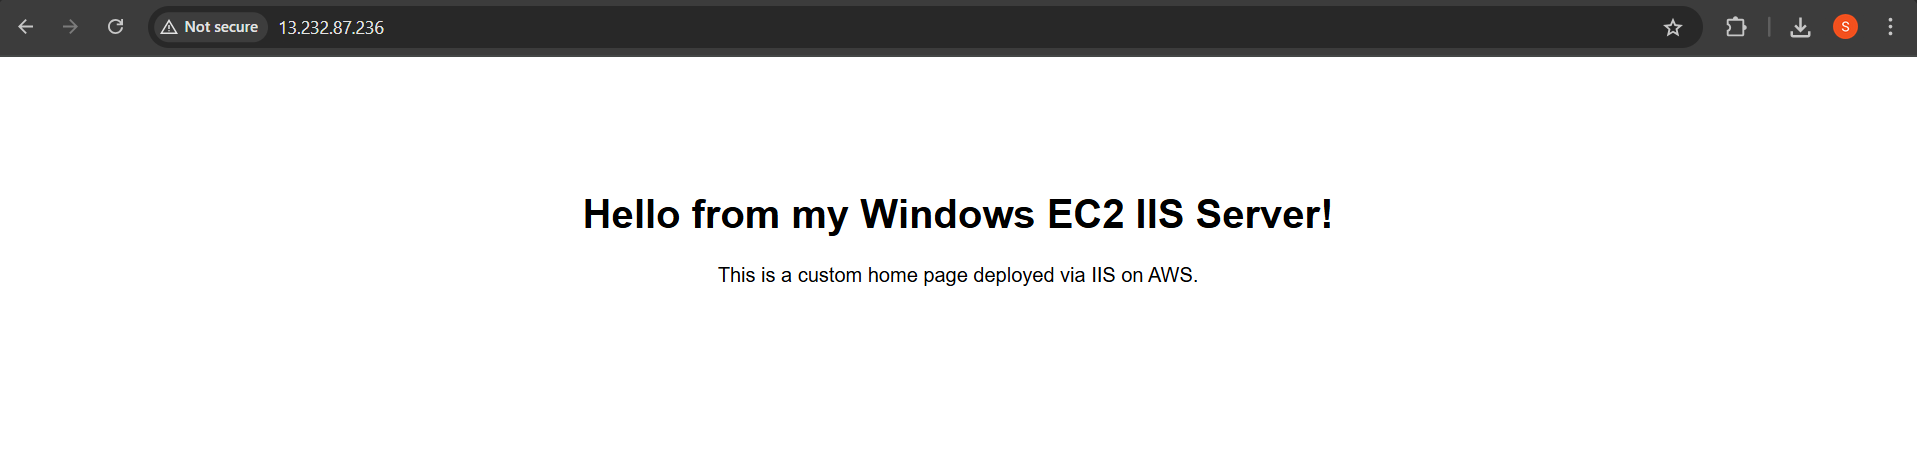 Not secure 13.232.87.236
S
Hello from my Windows EC2 IIS Server!
This is a custom home page deployed via IIS on AWS.